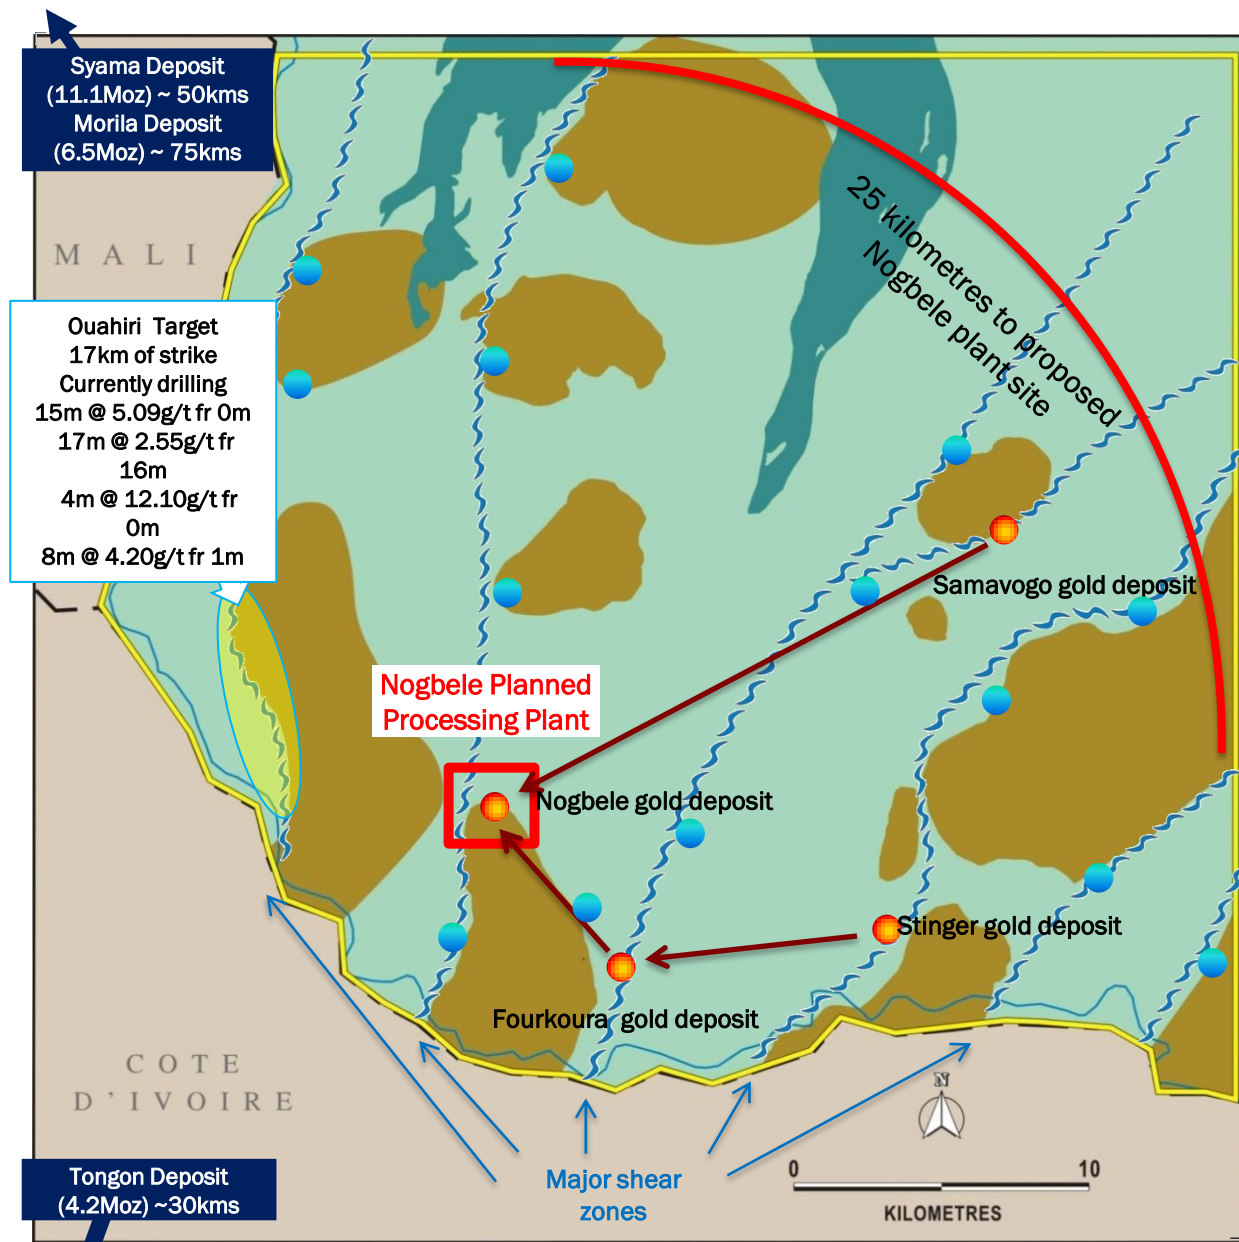 Syama Deposit
(11.1Moz) ~ 50kms
Morila Deposit
(6.5Moz) ~ 75kms
MALI
25 kilometres to proposed
Nogbele plant site
Ouahiri Target
17km of strike
Currently drilling
15m @ 5.09g/t fr 0m
17m @ 2.55g/t fr
16m
4m @ 12.10g/t fr
0m
8m @ 4.20g/t fr 1m
Samavogo gold deposit
Nogbele Planned
Processing Plant
Nogbele gold deposit
Stinger gold deposit
Fourkoura gold deposit
COTE
D'IVOIRE
N
Major shear
zones
Tongon Deposit
(4.2Moz) ~30kms
0 10
KILOMETRES